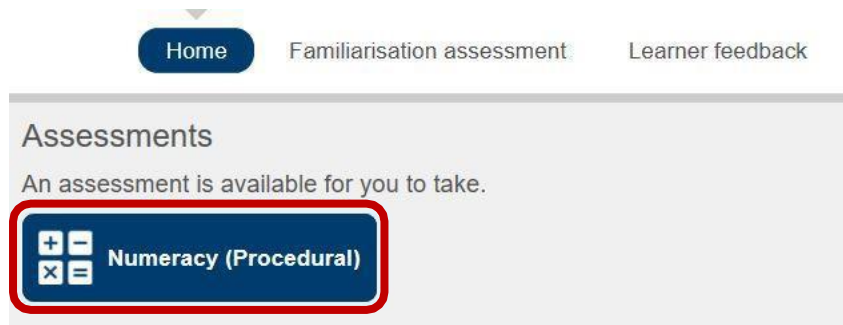 Home Familiarisation assessment Learner feedback
Assessments
An assessment is available for you to take.
+ − × = Numeracy (Procedural)